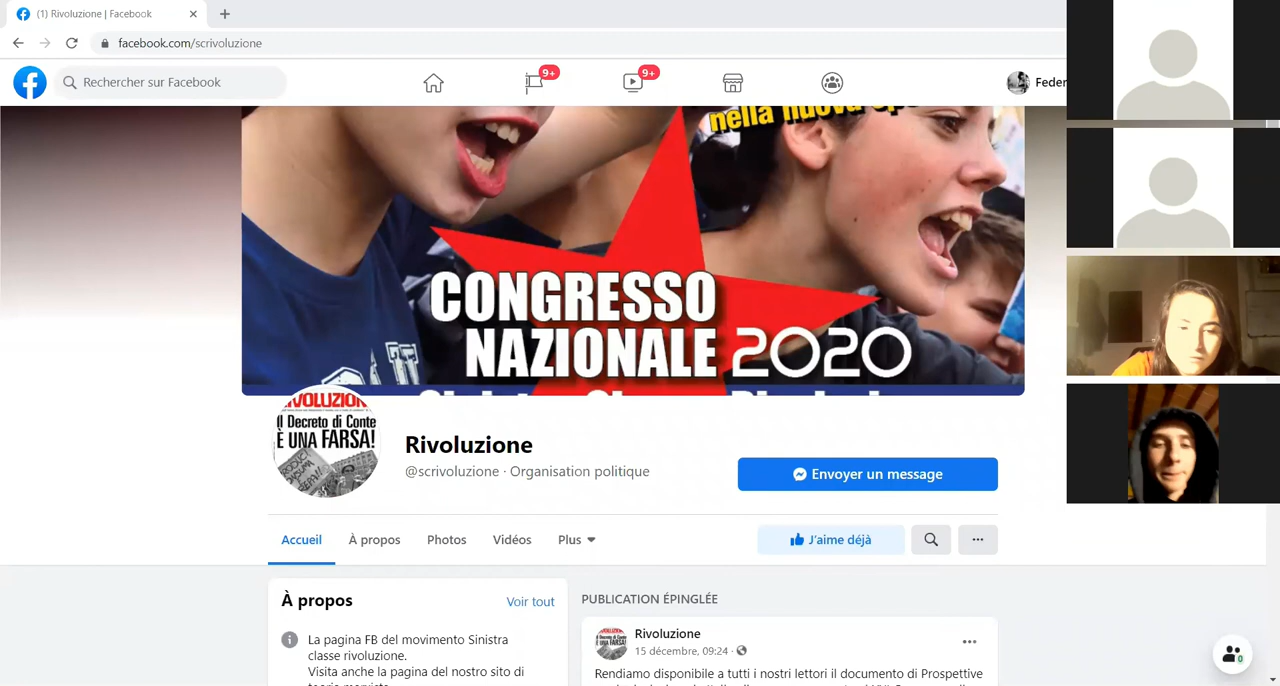 (1) Rivoluzione | Facebook
facebook.com/scrivoluzione
Rechercher sur Facebook
9+
9+
Feder
nella nuova
CONGRESSO
NAZIONALE 2020
RIVOLUZION
Il Decreto di Conte
È UNA FARSA!
Rivoluzione
@scrivoluzione · Organisation politique
Envoyer un message
Accueil
À propos
Photos
Vidéos
Plus
J'aime déjà
À propos
Voir tout
La pagina FB del movimento Sinistra
classe rivoluzione.
Visita anche la pagina del nostro sito di
PUBLICATION ÉPINGLÉE
Rivoluzione
15 décembre, 09:24 ·
Rendiamo disponibile a tutti i nostri lettori il documento di Prospettive
0